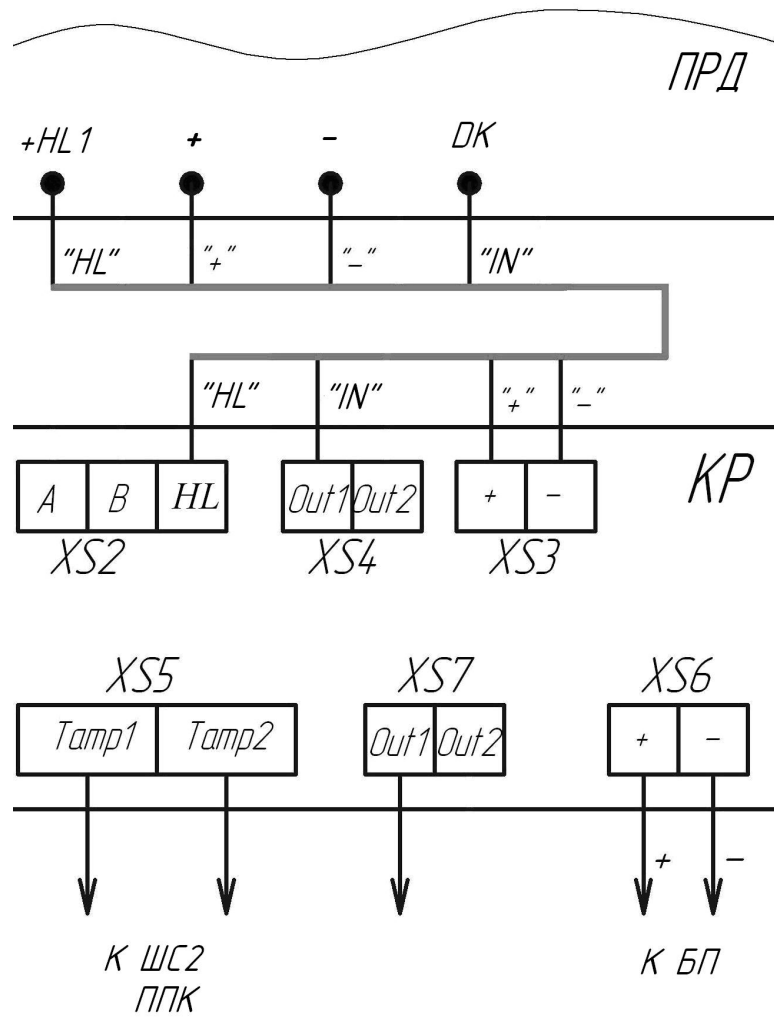 ПРД
+HL1 + - DK
"HL" "+" "-" "IN"
"HL" "IN" "+" "-"
A B HL Out1 Out2 + -
КР
XS2 XS4 XS3
XS5 XS7 XS6
Tamp1 Tamp2 Out1 Out2 + -
+ -
К ШС2 К БП
ППК